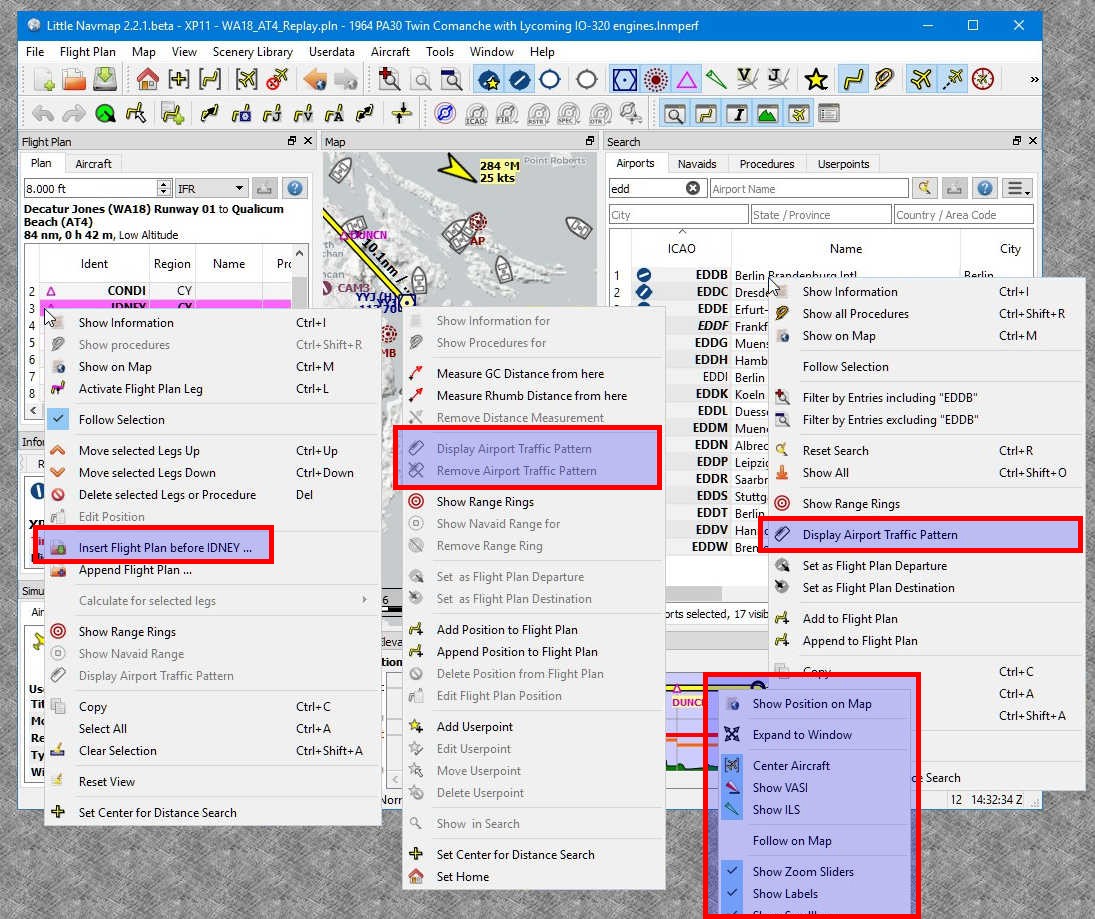 Little Navmap 2.2.1.beta - XP11 - WA18_AT4_Replay.pln - 1964 PA30 Twin Comanche with Lycoming IO-320 engines.lnmperf
File Flight Plan Map View Scenery Library Userdata Aircraft Tools Window Help
Flight Plan
Plan Aircraft
8.000 ft IFR
Decatur Jones (WA18) Runway 01 to Qualicum
Beach (AT4)
84 nm, 0 h 42 m, Low Altitude
Ident Region Name
2 CONDI CY
3 IDNEY CY
4
5
6
7
8
Map
284 °M
25 kts
Point Roberts
DUNCN
10.1nm /
AP
CAM3
YYJ (H)
MB
Search
Airports Navaids Procedures Userpoints
edd Airport Name
City State / Province Country / Area Code
ICAO Name City
1 EDDB Berlin Brandenburg Intl Berlin
2 EDDC
EDDE Erfurt-
EDDF Frankf
EDDG Muens
EDDH Hamb
EDDI Berlin
EDDK Koeln
EDDL Duesse
EDDM
EDDN Albrec
EDDP Leipzig
EDDR Saarbr
EDDS Stuttg
EDDT Berlin
EDDV
EDDW
Show Information Ctrl+I
Show procedures Ctrl+Shift+R
Show on Map Ctrl+M
Activate Flight Plan Leg Ctrl+L
Follow Selection
Move selected Legs Up Ctrl+Up
Move selected Legs Down Ctrl+Down
Delete selected Legs or Procedure Del
Edit Position
Insert Flight Plan before IDNEY ...
Append Flight Plan ...
Calculate for selected legs
Show Range Rings
Show Navaid Range
Display Airport Traffic Pattern
Copy Ctrl+C
Select All Ctrl+A
Clear Selection Ctrl+Shift+A
Reset View
Set Center for Distance Search
Show Information for
Show Procedures for
Measure GC Distance from here
Measure Rhumb Distance from here
Remove Distance Measurement
Display Airport Traffic Pattern
Remove Airport Traffic Pattern
Show Range Rings
Show Navaid Range for
Remove Range Ring
Set as Flight Plan Departure
Set as Flight Plan Destination
Add Position to Flight Plan
Append Position to Flight Plan
Delete Position from Flight Plan
Edit Flight Plan Position
Add Userpoint
Edit Userpoint
Move Userpoint
Delete Userpoint
Show in Search
Set Center for Distance Search
Set Home
Show Information Ctrl+I
Show all Procedures Ctrl+Shift+R
Show on Map Ctrl+M
Follow Selection
Filter by Entries including "EDDB"
Filter by Entries excluding "EDDB"
Reset Search Ctrl+R
Show All Ctrl+Shift+O
Show Range Rings
Display Airport Traffic Pattern
Set as Flight Plan Departure
Set as Flight Plan Destination
Add to Flight Plan
Append to Flight Plan
Copy Ctrl+C
Ctrl+A
Ctrl+Shift+A
Search
DUNCN
Show Position on Map
Expand to Window
Center Aircraft
Show VASI
Show ILS
Follow on Map
Show Zoom Sliders
Show Labels
12 14:32:34 Z